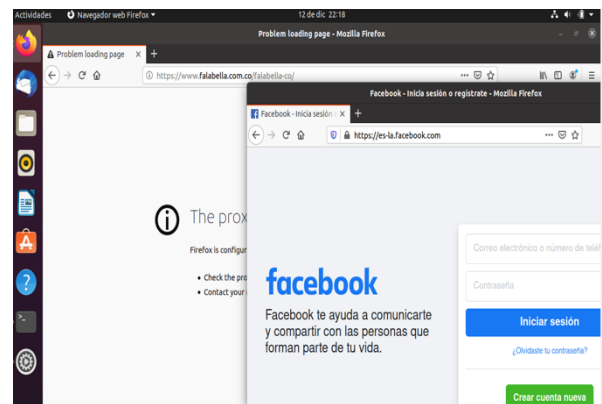 Actividades
Navegador web Firefox
12 de dic 22:18
Problem loading page - Mozilla Firefox
Problem loading page
https://www.falabella.com.co/falabella-co/
Facebook - Inicia sesión o regístrate - Mozilla Firefox
Facebook - Inicia sesión
https://es-la.facebook.com
The prox
Firefox is configur
Check the pro
Contact your
facebook
Facebook te ayuda a comunicarte
y compartir con las personas que
forman parte de tu vida.
Correo electrónico o número de teléf
Contraseña
Iniciar sesión
¿Olvidaste tu contraseña?
Crear cuenta nueva